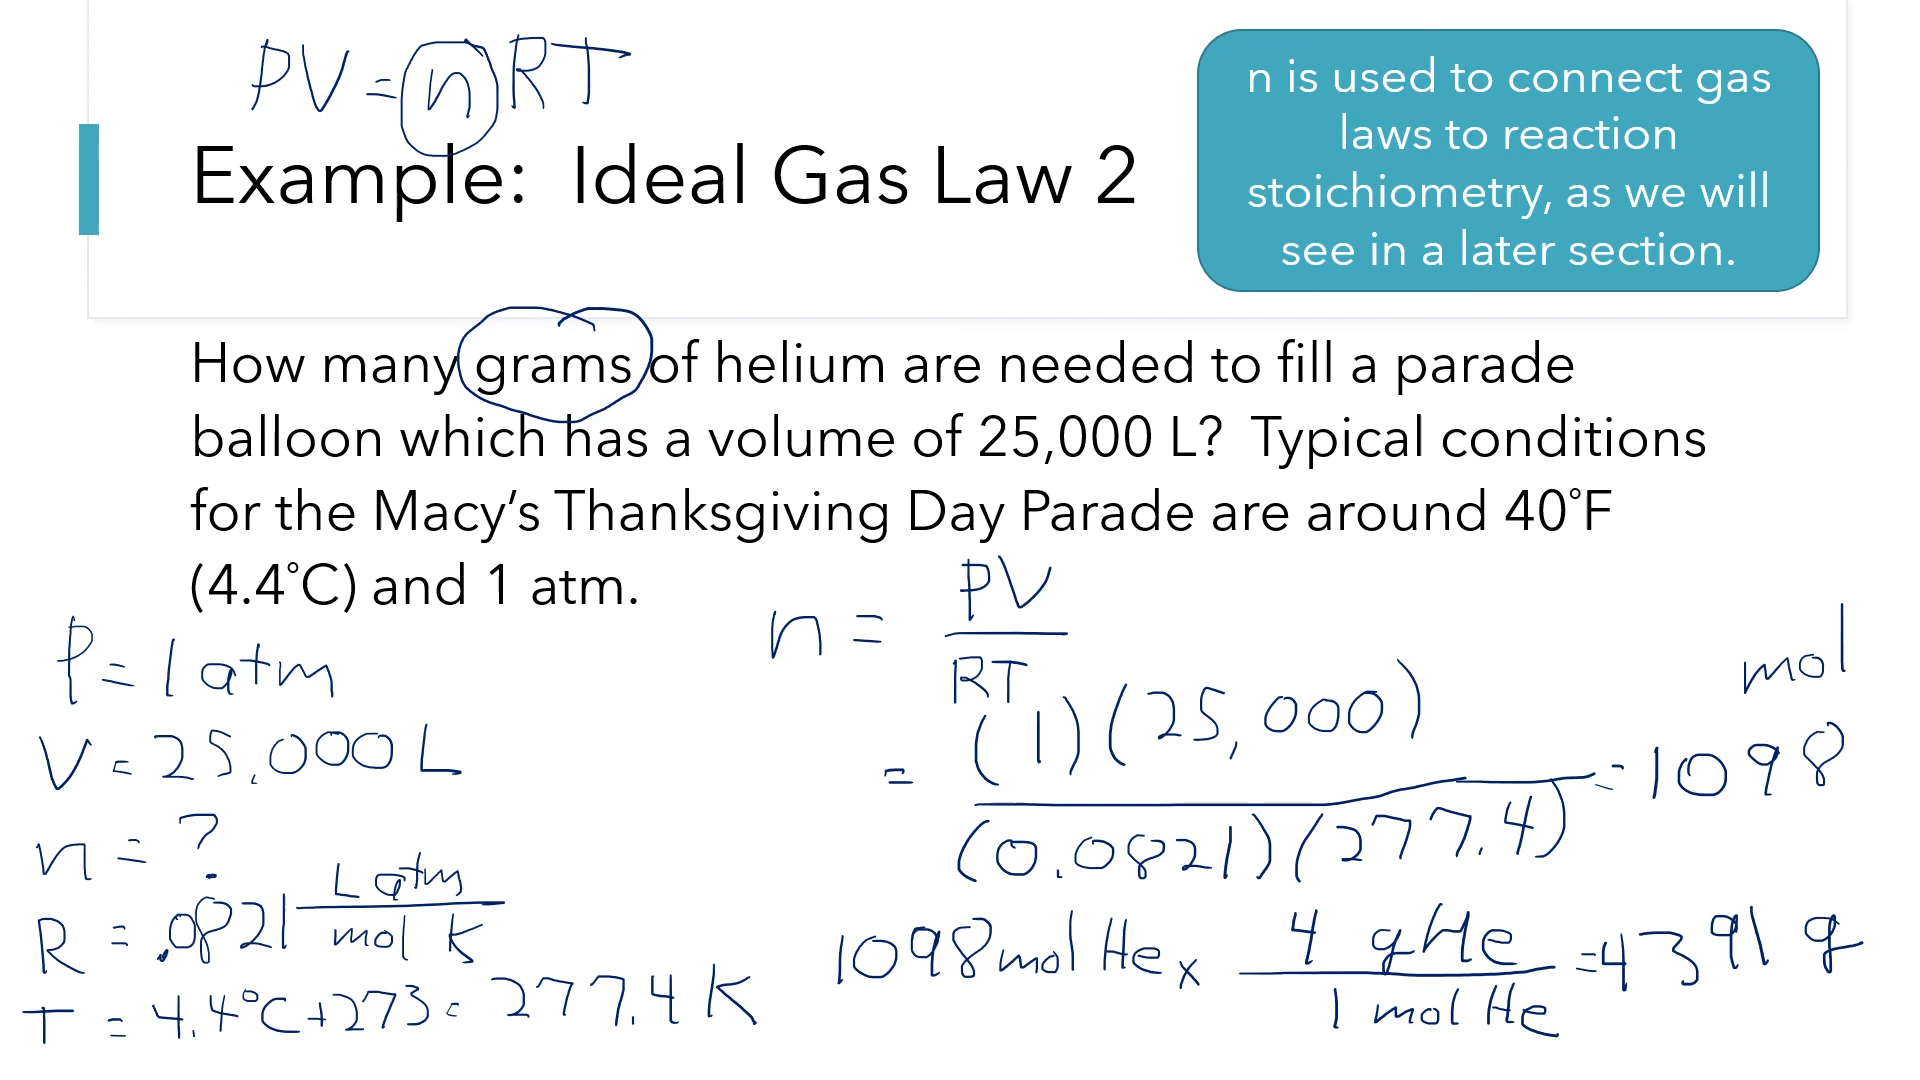 PV = nRT
Example: Ideal Gas Law 2
n is used to connect gas
laws to reaction
stoichiometry, as we will
see in a later section.
How many grams of helium are needed to fill a parade
balloon which has a volume of 25,000 L? Typical conditions
for the Macy's Thanksgiving Day Parade are around 40°F
(4.4°C) and 1 atm.
P = 1 atm
V = 25,000 L
n = ?
R = .0821 L atm / mol K
T = 4.4°C + 273 = 277.4 K
n = PV / RT
= (1)(25,000) / (0.0821)(277.4) = 1098 mol
1098 mol He x 4 g He / 1 mol He = 4391 g